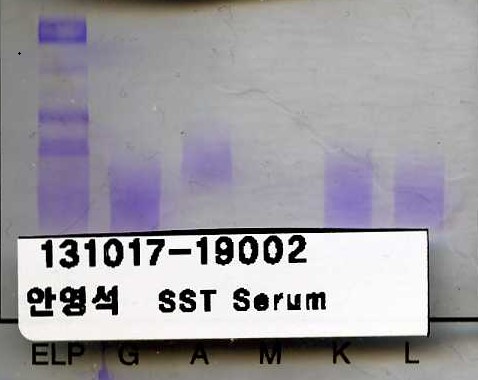 131017-19002
안영석 SST Serum
ELP G A M K L